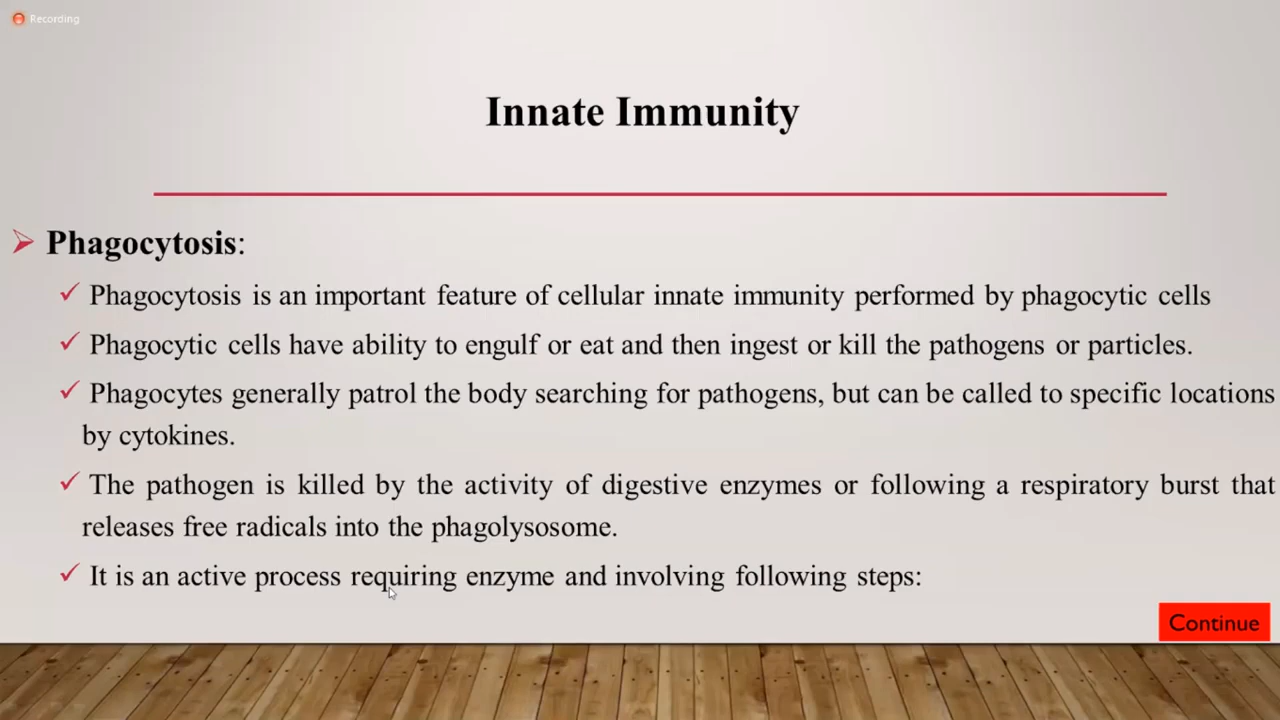 Recording
Innate Immunity
Phagocytosis:
Phagocytosis is an important feature of cellular innate immunity performed by phagocytic cells
Phagocytic cells have ability to engulf or eat and then ingest or kill the pathogens or particles.
Phagocytes generally patrol the body searching for pathogens, but can be called to specific locations
by cytokines.
The pathogen is killed by the activity of digestive enzymes or following a respiratory burst that
releases free radicals into the phagolysosome.
It is an active process requiring enzyme and involving following steps:
Continue